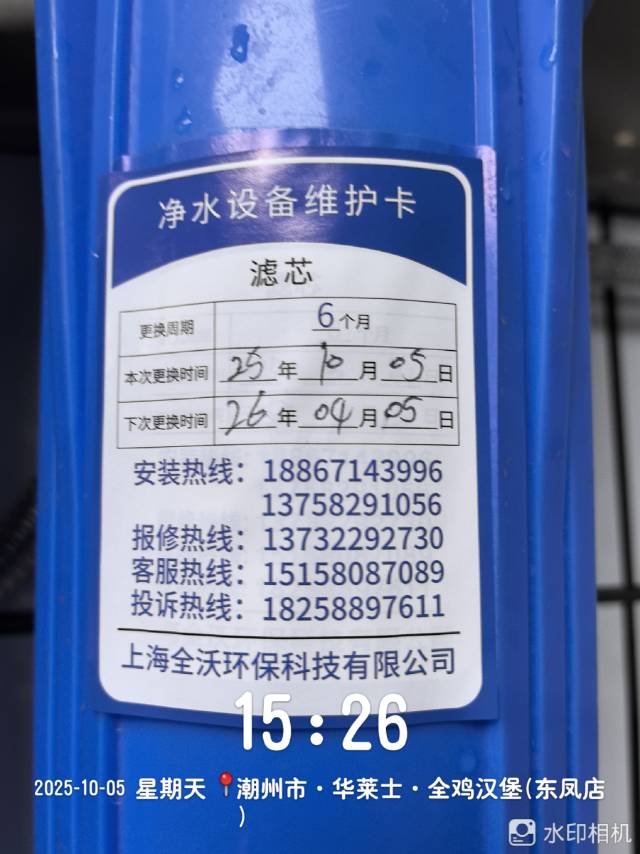 净水设备维护卡
滤芯
更换周期 6个月
本次更换时间 25年10月05日
下次更换时间 26年04月05日
安装热线：18867143996
13758291056
报修热线：13732292730
客服热线：15158087089
投诉热线：18258897611
上海全沃环保科技有限公司
15:26
2025-10-05 星期天 潮州市·华莱士·全鸡汉堡(东凤店
)
水印相机